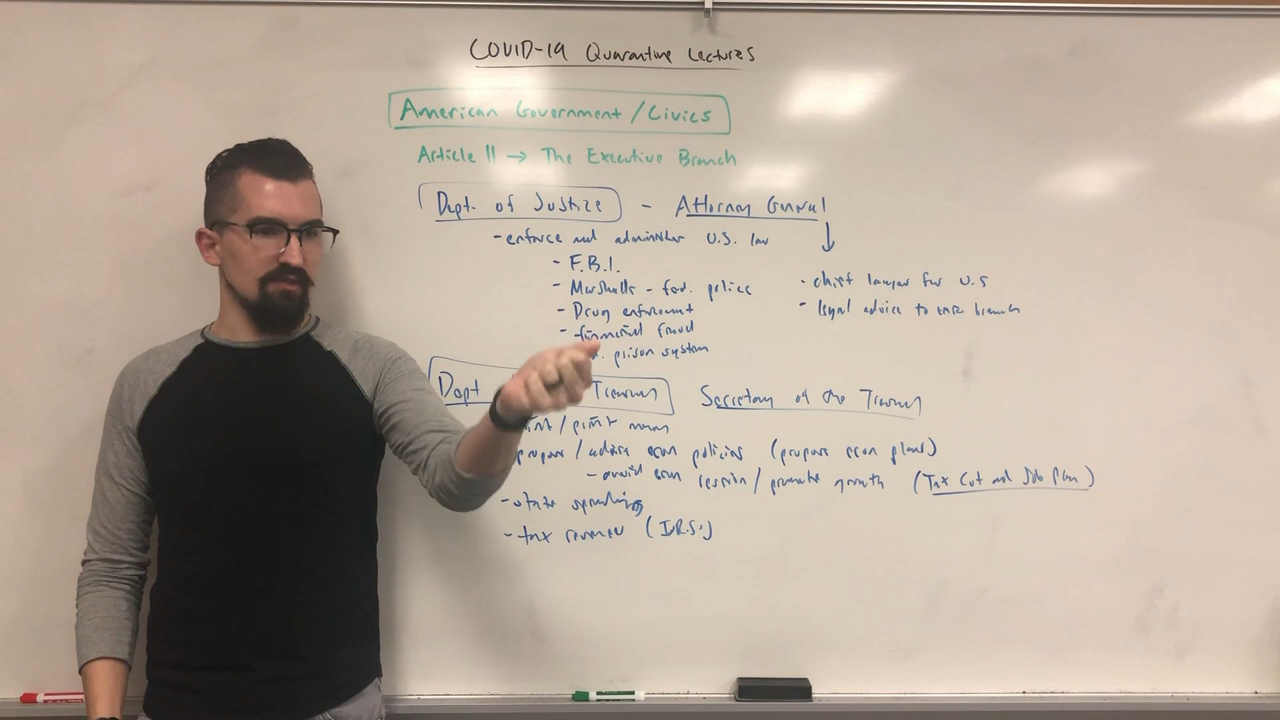 COVID-19 Quarantine Lectures
American Government/Civics
Article II → The Executive Branch
Dept. of Justice - Attorney General
- enforce and administer U.S. law
- F.B.I.
- Marshalls - fed. police
- Drug enforcement
- financial fraud
prison system
- chief lawyer for U.S
- legal advice to exec branch
Dept Treasury Secretary of the Treasury
/print money
propose/advise econ policies (propose econ plans)
- avoid econ recession/promote growth (Tax Cut and Job Plan)
- state spending
- tax revenue (I.R.S.)